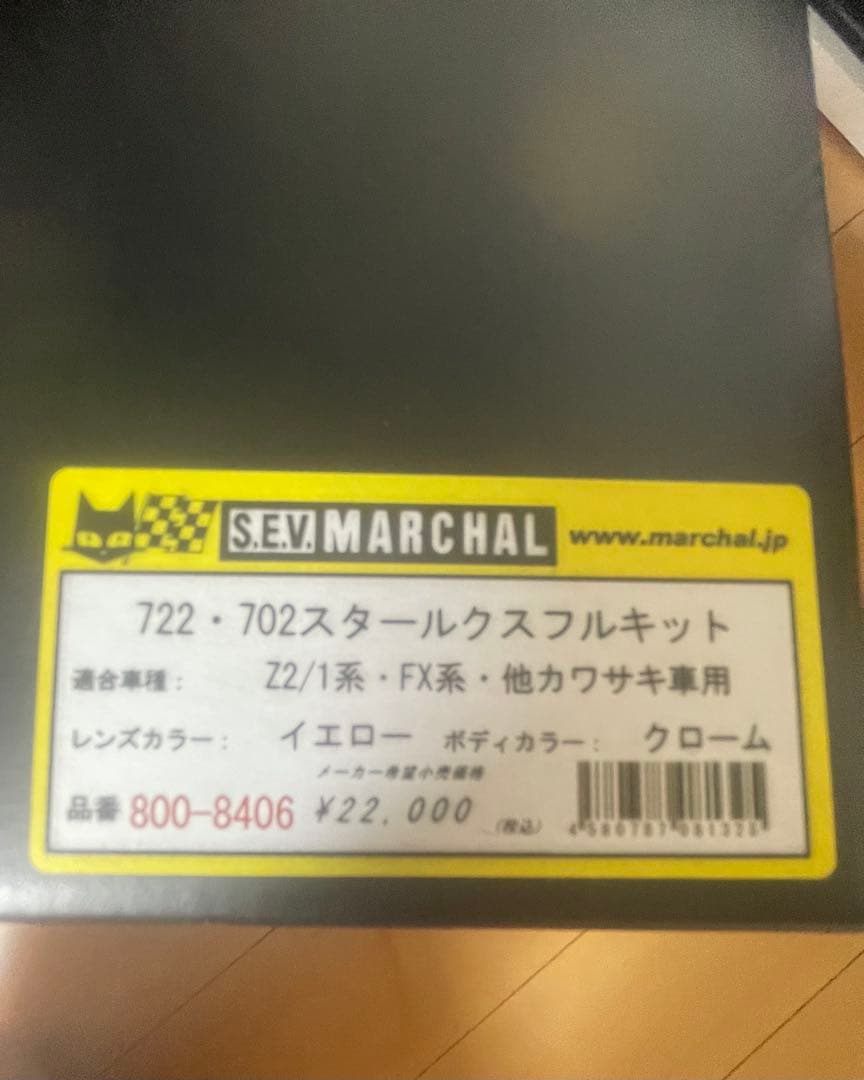 S.E.V. MARCHAL www.marchal.jp
722・702スタールクスフルキット
適合車種： Z2/1系・FX系・他カワサキ車用
レンズカラー： イエロー ボディカラー： クローム
メーカー希望小売価格
品番 800-8406 ¥22,000 (税込)
4 580787 081328